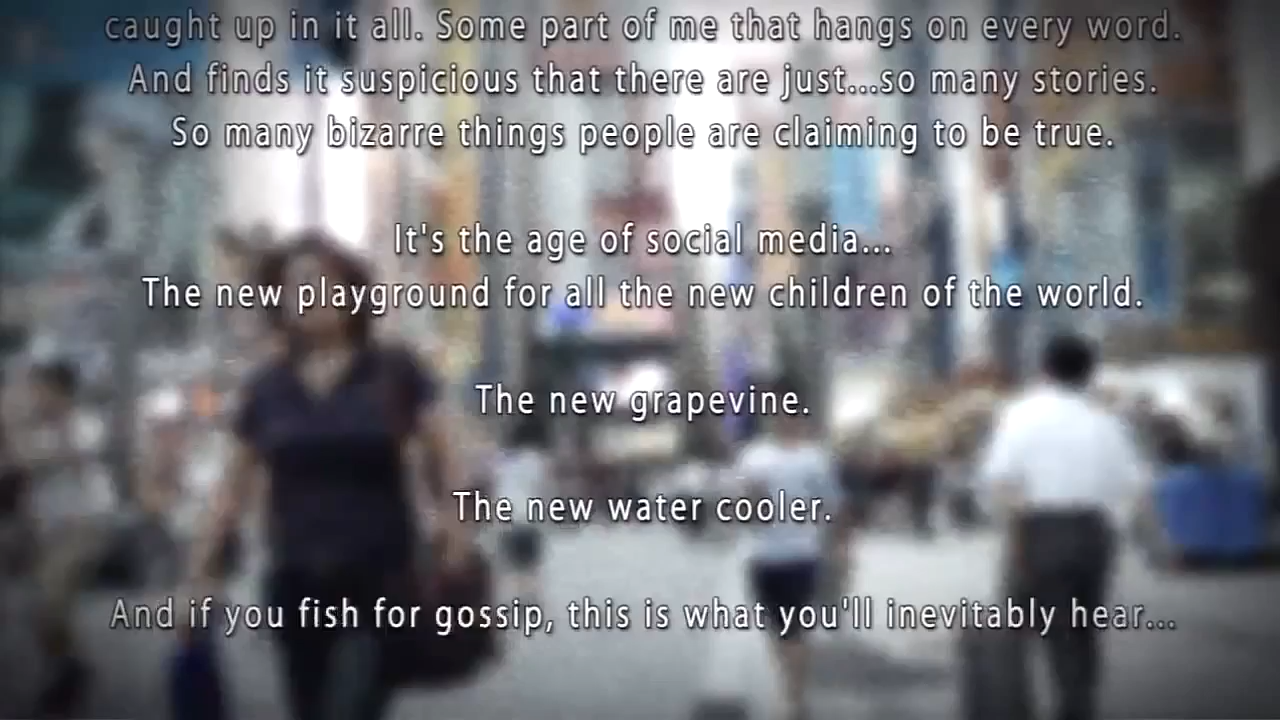 caught up in it all. Some part of me that hangs on every word.
And finds it suspicious that there are just...so many stories.
So many bizarre things people are claiming to be true.
It's the age of social media...
The new playground for all the new children of the world.
The new grapevine.
The new water cooler.
And if you fish for gossip, this is what you'll inevitably hear...